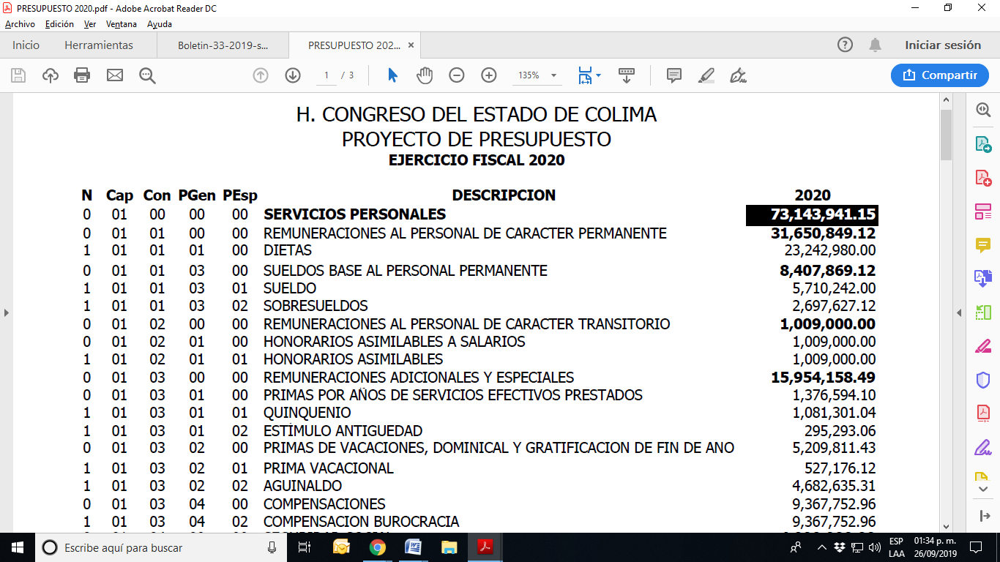 PRESUPUESTO 2020.pdf - Adobe Acrobat Reader DC
Archivo Edición Ver Ventana Ayuda
Inicio Herramientas Boletin-33-2019-s... PRESUPUESTO 202... × Iniciar sesión
1 / 3 135% Compartir
H. CONGRESO DEL ESTADO DE COLIMA
PROYECTO DE PRESUPUESTO
EJERCICIO FISCAL 2020
N Cap Con PGen PEsp DESCRIPCION 2020
0 01 00 00 00 SERVICIOS PERSONALES 73,143,941.15
0 01 01 00 00 REMUNERACIONES AL PERSONAL DE CARACTER PERMANENTE 31,650,849.12
1 01 01 01 00 DIETAS 23,242,980.00
0 01 01 03 00 SUELDOS BASE AL PERSONAL PERMANENTE 8,407,869.12
1 01 01 03 01 SUELDO 5,710,242.00
1 01 01 03 02 SOBRESUELDOS 2,697,627.12
0 01 02 00 00 REMUNERACIONES AL PERSONAL DE CARACTER TRANSITORIO 1,009,000.00
0 01 02 01 00 HONORARIOS ASIMILABLES A SALARIOS 1,009,000.00
1 01 02 01 01 HONORARIOS ASIMILABLES 1,009,000.00
0 01 03 00 00 REMUNERACIONES ADICIONALES Y ESPECIALES 15,954,158.49
0 01 03 01 00 PRIMAS POR AÑOS DE SERVICIOS EFECTIVOS PRESTADOS 1,376,594.10
1 01 03 01 01 QUINQUENIO 1,081,301.04
1 01 03 01 02 ESTÍMULO ANTIGUEDAD 295,293.06
0 01 03 02 00 PRIMAS DE VACACIONES, DOMINICAL Y GRATIFICACION DE FIN DE ANO 5,209,811.43
1 01 03 02 01 PRIMA VACACIONAL 527,176.12
1 01 03 02 02 AGUINALDO 4,682,635.31
0 01 03 04 00 COMPENSACIONES 9,367,752.96
1 01 03 04 02 COMPENSACION BUROCRACIA 9,367,752.96
Escribe aquí para buscar ESP 01:34 p. m.
LAA 26/09/2019